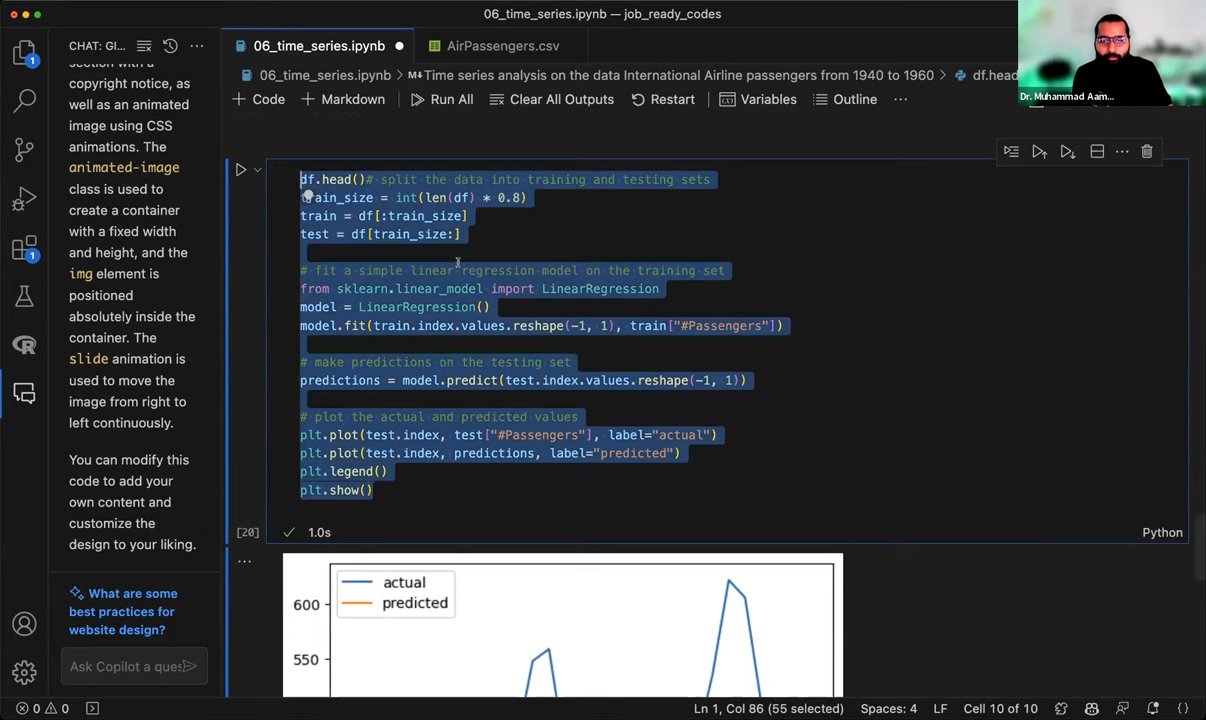 06_time_series.ipynb — job_ready_codes
CHAT: GI...
06_time_series.ipynb
AirPassengers.csv
06_time_series.ipynb > M↓Time series analysis on the data International Airline passengers from 1940 to 1960 > df.head
Dr. Muhammad Aam...
+ Code
+ Markdown
Run All
Clear All Outputs
Restart
Variables
Outline
...
section with a
copyright notice, as
well as an animated
image using CSS
animations. The
animated-image
class is used to
create a container
with a fixed width
and height, and the
img element is
positioned
absolutely inside the
container. The
slide animation is
used to move the
image from right to
left continuously.
You can modify this
code to add your
own content and
customize the
design to your liking.
What are some
best practices for
website design?
Ask Copilot a ques
1
1
df.head()# split the data into training and testing sets
train_size = int(len(df) * 0.8)
train = df[:train_size]
test = df[train_size:]
# fit a simple linear regression model on the training set
from sklearn.linear_model import LinearRegression
model = LinearRegression()
model.fit(train.index.values.reshape(-1, 1), train["#Passengers"])
# make predictions on the testing set
predictions = model.predict(test.index.values.reshape(-1, 1))
# plot the actual and predicted values
plt.plot(test.index, test["#Passengers"], label="actual")
plt.plot(test.index, predictions, label="predicted")
plt.legend()
plt.show()
[20]
1.0s
Python
...
actual
predicted
600
550
0 0
Ln 1, Col 86 (55 selected)
Spaces: 4
LF
Cell 10 of 10